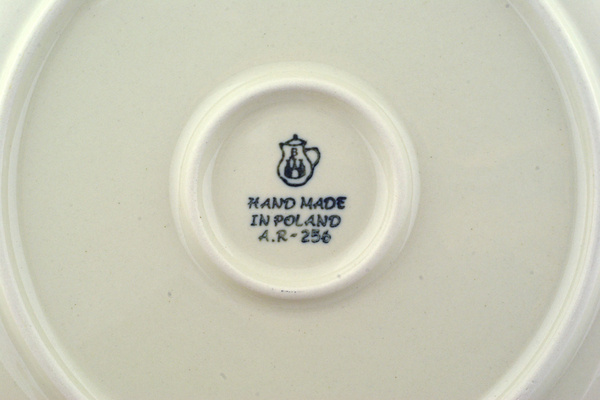 B
HAND MADE
IN POLAND
A.R-256